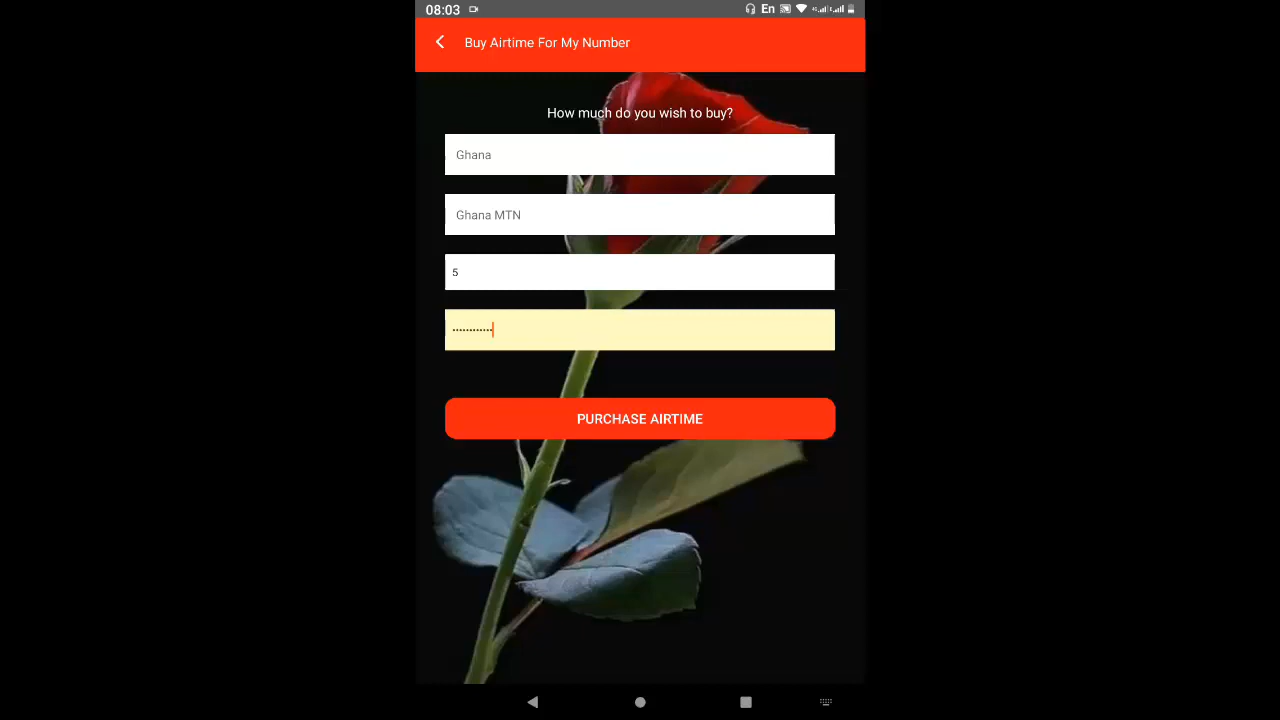 08:03
En
Buy Airtime For My Number
How much do you wish to buy?
Ghana
Ghana MTN
5
············
PURCHASE AIRTIME